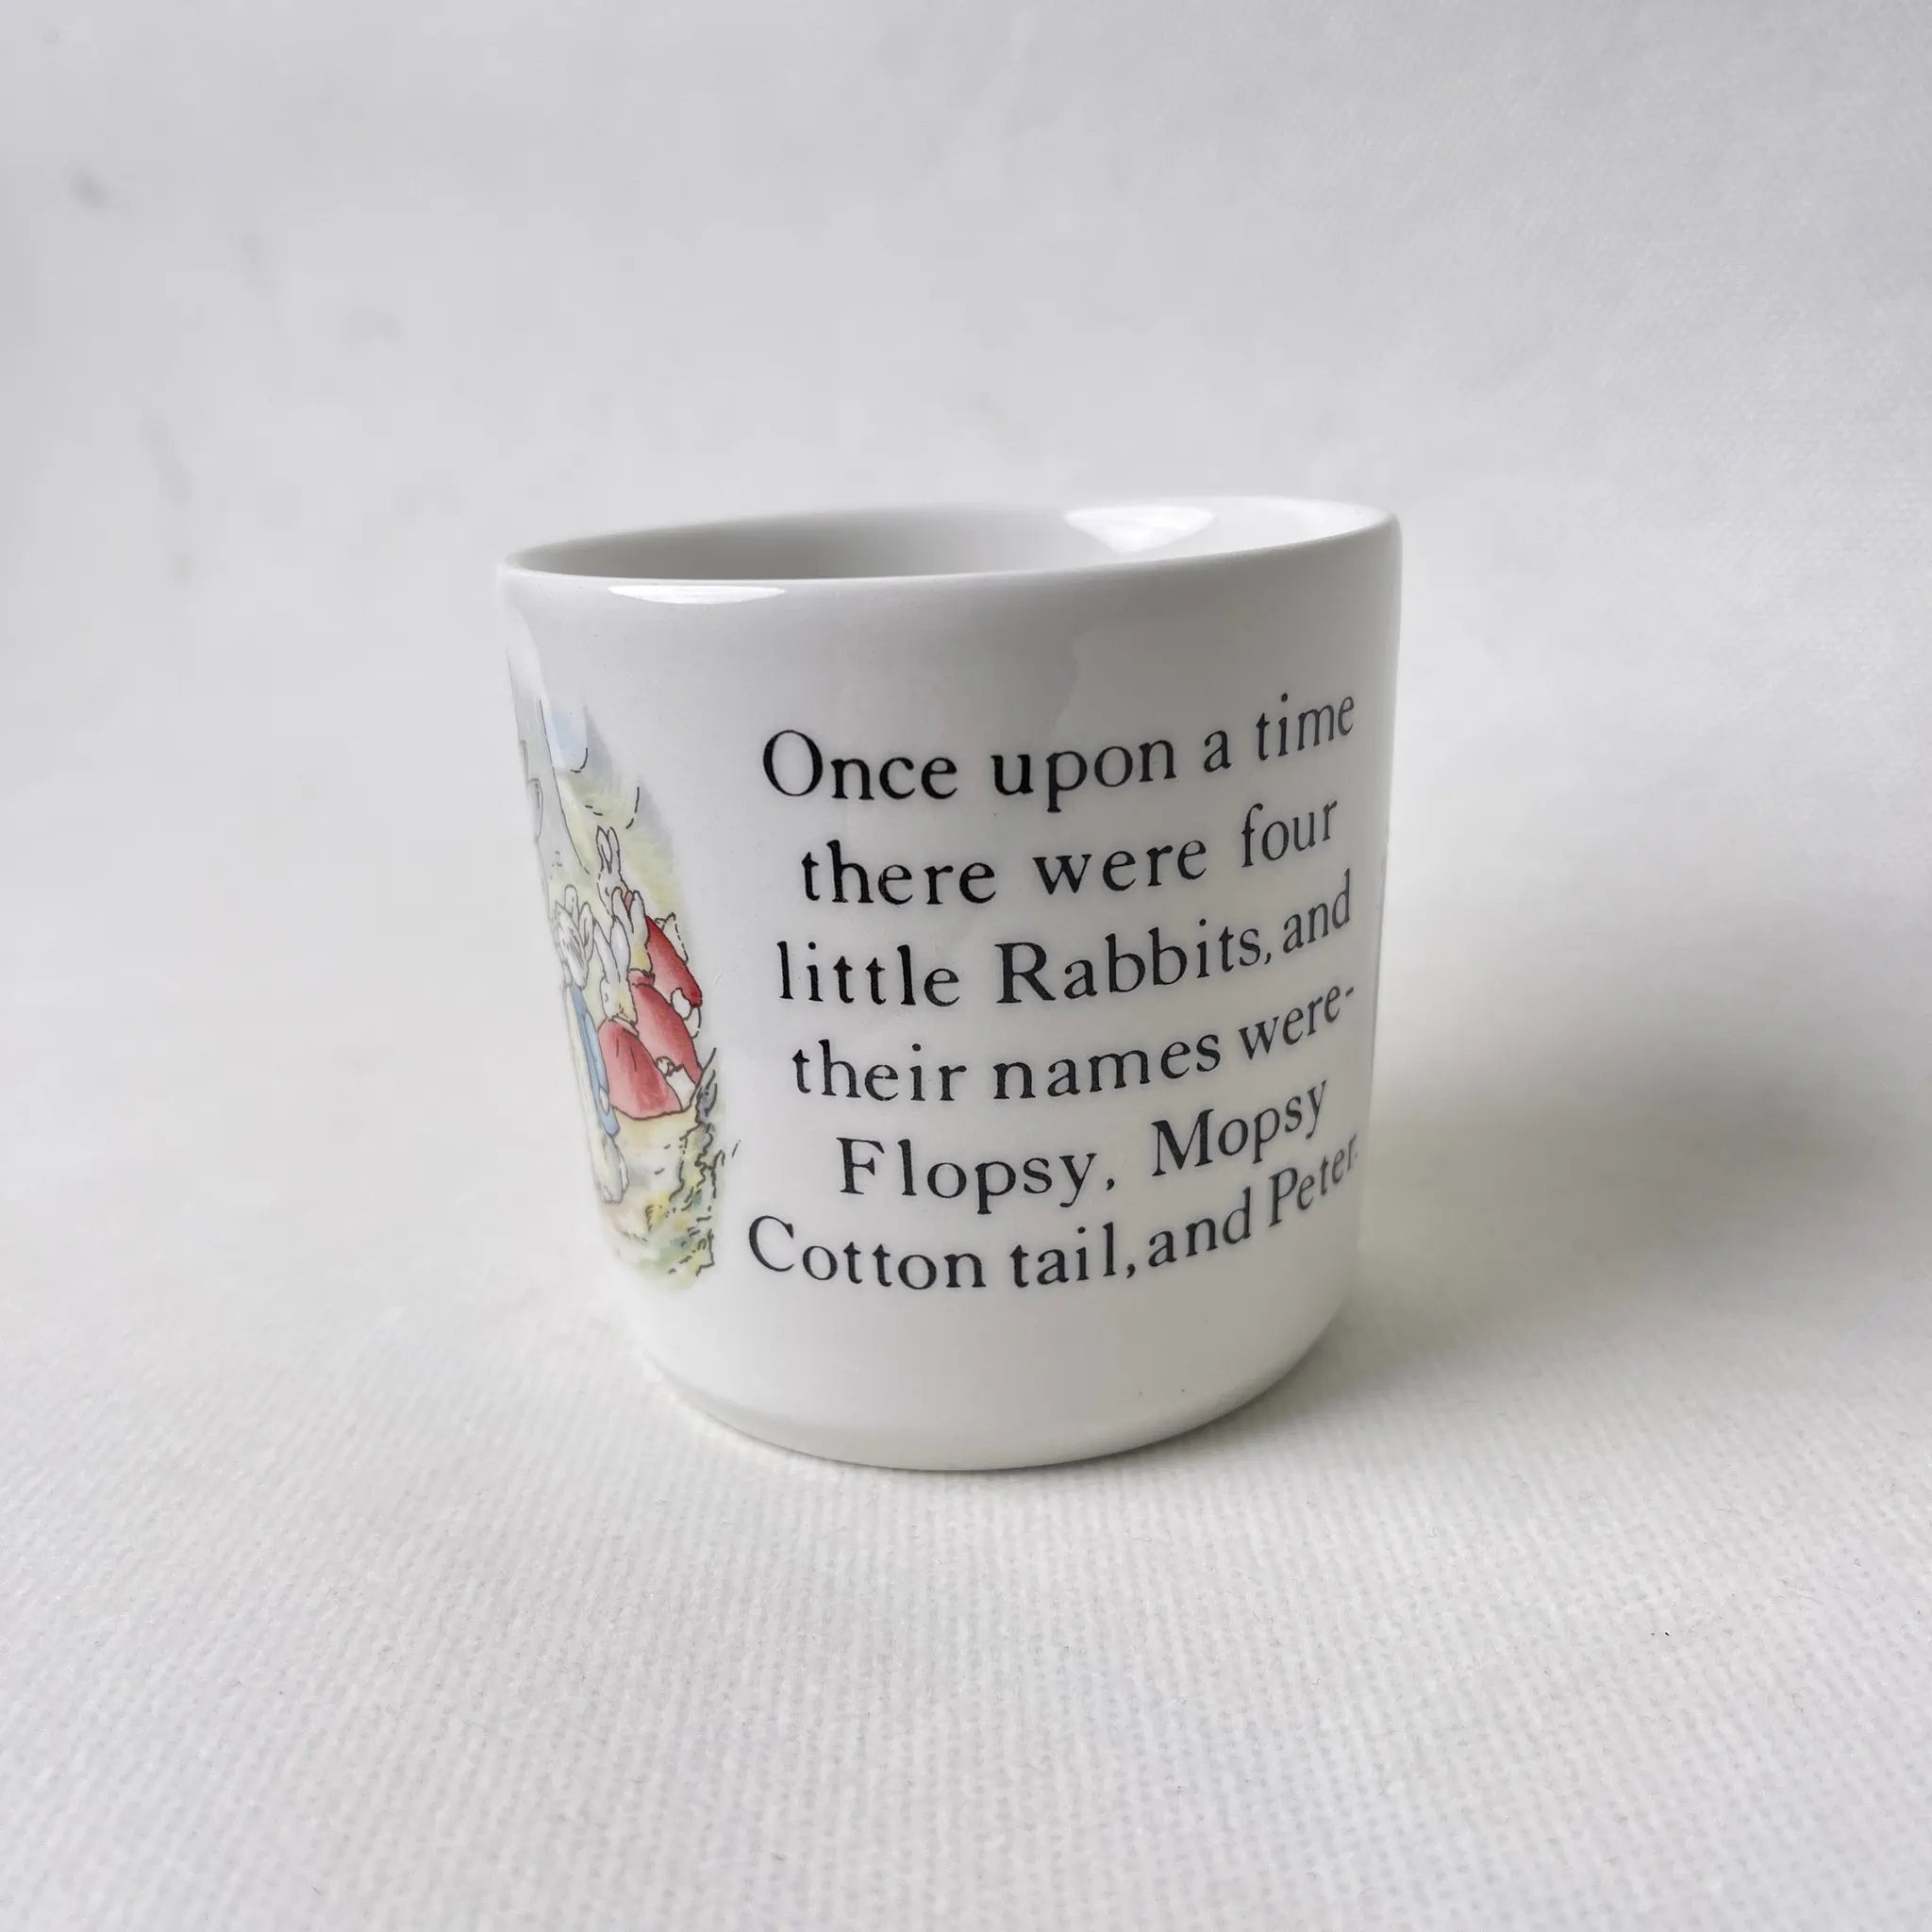 Once upon a time
there were four
little Rabbits, and
their names were-
Flopsy, Mopsy
Cotton tail, and Peter.